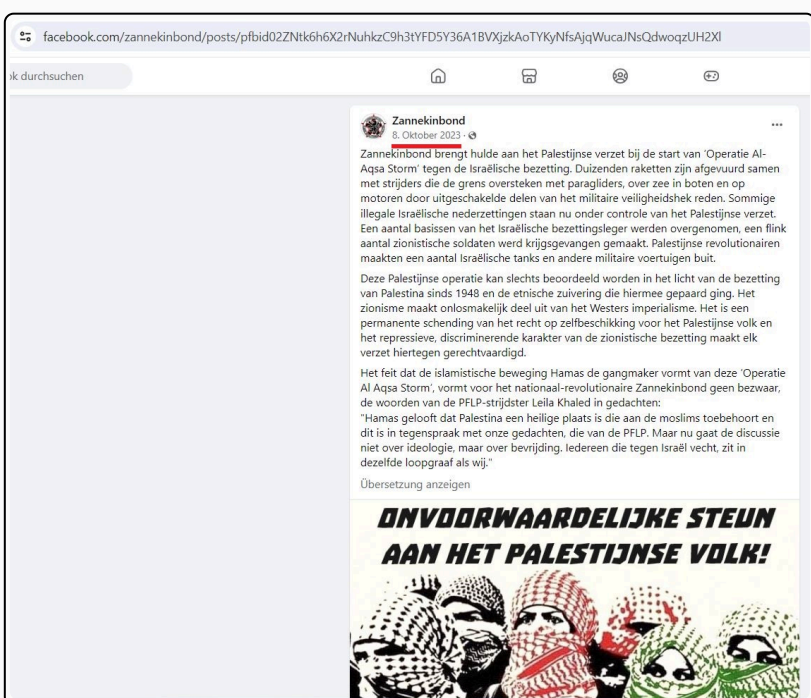 facebook.com/zannekinbond/posts/pfbid02ZNtk6h6X2rNuhkzC9h3tYFD5Y36A1BVXjzkAoTYKyNfsAjqWucaJNsQdwoqzUH2Xl
ok durchsuchen
Zannekinbond
8. Oktober 2023 ·
Zannekinbond brengt hulde aan het Palestijnse verzet bij de start van ‘Operatie Al-
Aqsa Storm’ tegen de Israëlische bezetting. Duizenden raketten zijn afgevuurd samen
met strijders die de grens overstekten met paragliders, over zee in boten en op
motoren door uitgeschakelde delen van het militaire veiligheidshek reden. Sommige
illegale Israëlische nederzettingen staan nu onder controle van het Palestijnse verzet.
Een aantal basissen van het Israëlische bezettingsleger werden overgenomen, een flink
aantal zionistische soldaten werd krijgsgevangen gemaakt. Palestijnse revolutionairen
maakten een aantal Israëlische tanks en andere militaire voertuigen buit.
Deze Palestijnse operatie kan slechts beoordeeld worden in het licht van de bezetting
van Palestina sinds 1948 en de etnische zuivering die hiermee gepaard ging. Het
zionisme maakt onlosmakelijk deel uit van het Westers imperialisme. Het is een
permanente schending van het recht op zelfbeschikking voor het Palestijnse volk en
het repressieve, discriminerende karakter van de zionistische bezetting maakt elk
verzet hiertegen gerechtvaardigd.
Het feit dat de islamistische beweging Hamas de gangmaker vormt van deze ‘Operatie
Al Aqsa Storm’, vormt voor het nationaal-revolutionaire Zannekinbond geen bezwaar,
de woorden van de PFLP-strijdster Leila Khaled in gedachten:
"Hamas gelooft dat Palestina een heilige plaats is die aan de moslims toebehoort en
dit is in tegenspraak met onze gedachten, die van de PFLP. Maar nu gaat de discussie
niet over ideologie, maar over bevrijding. Iedereen die tegen Israël vecht, zit in
dezelfde loopgraaf als wij."
Übersetzung anzeigen
ONVOORWAARDELIJKE STEUN
AAN HET PALESTIJNSE VOLK!